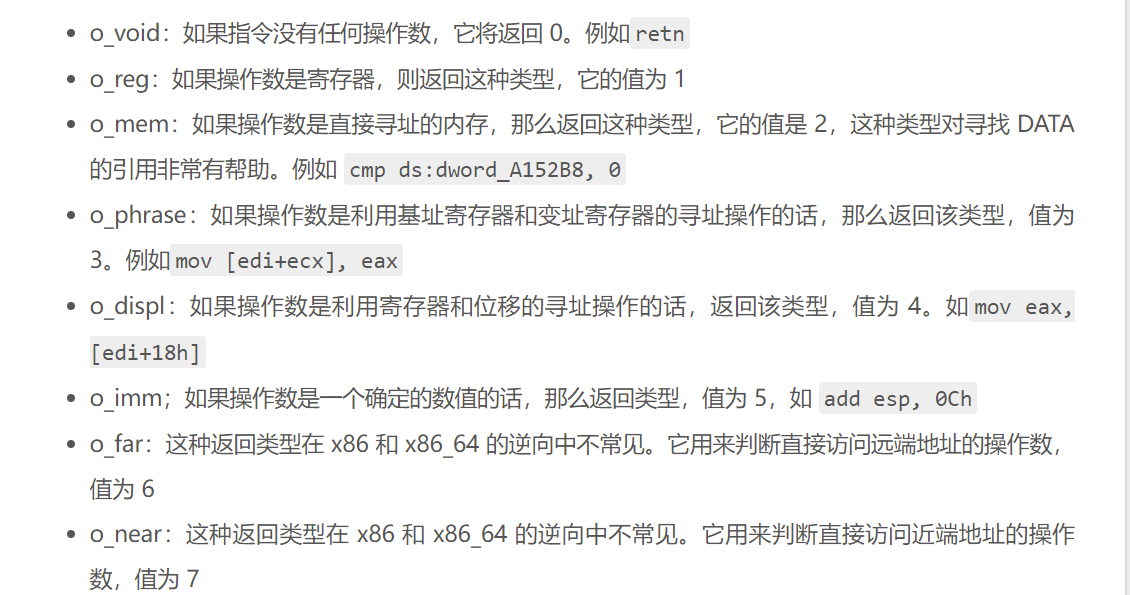 o_void：如果指令没有任何操作数，它将返回 0。例如 retn
o_reg：如果操作数是寄存器，则返回这种类型，它的值为 1
o_mem：如果操作数是直接寻址的内存，那么返回这种类型，它的值是 2，这种类型对寻找 DATA
的引用非常有帮助。例如 cmp ds:dword_A152B8, 0
o_phrase：如果操作数是利用基址寄存器和变址寄存器的寻址操作的话，那么返回该类型，值为
3。例如 mov [edi+ecx], eax
o_displ：如果操作数是利用寄存器和位移的寻址操作的话，返回该类型，值为 4。如 mov eax,
[edi+18h]
o_imm；如果操作数是一个确定的数值的话，那么返回类型，值为 5，如 add esp, 0Ch
o_far：这种返回类型在 x86 和 x86_64 的逆向中不常见。它用来判断直接访问远端地址的操作数，
值为 6
o_near：这种返回类型在 x86 和 x86_64 的逆向中不常见。它用来判断直接访问近端地址的操作
数，值为 7